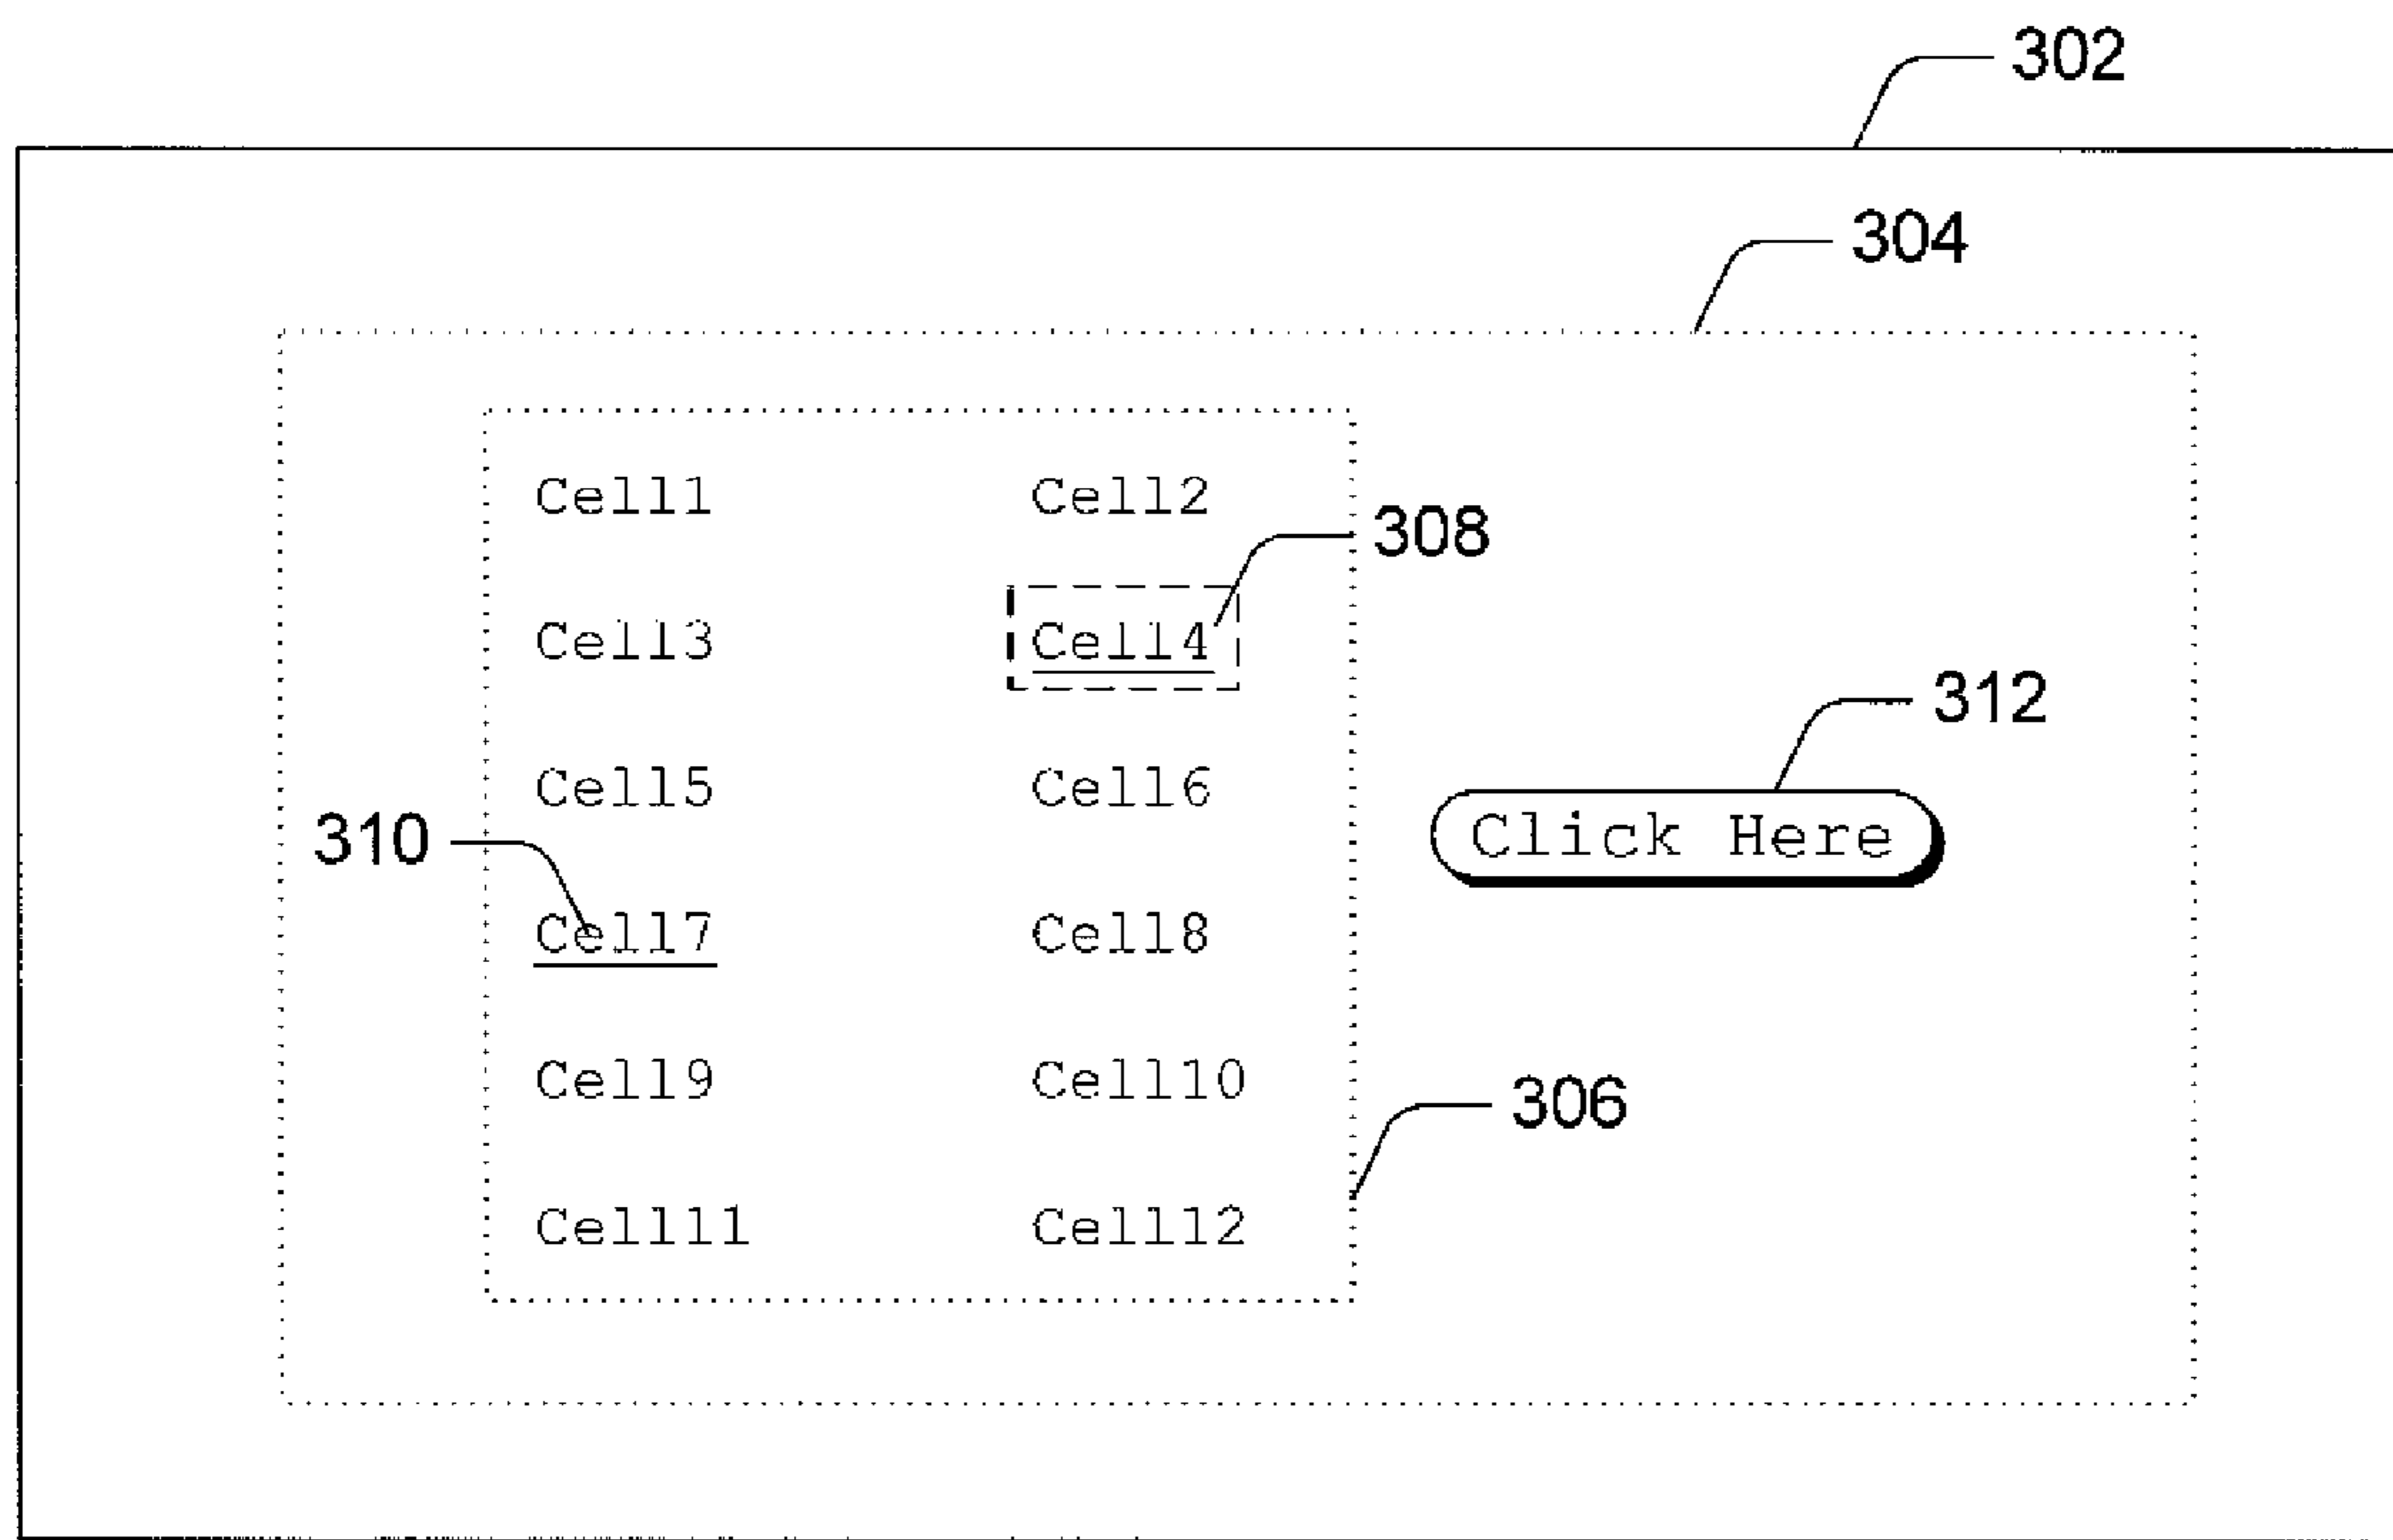 302
304
Cell1 Cell2
308
Cell3 Cell4
312
Cell5 Cell6
310 Click Here
Cell7 Cell8
Cell9 Cell10
306
Cell11 Cell12